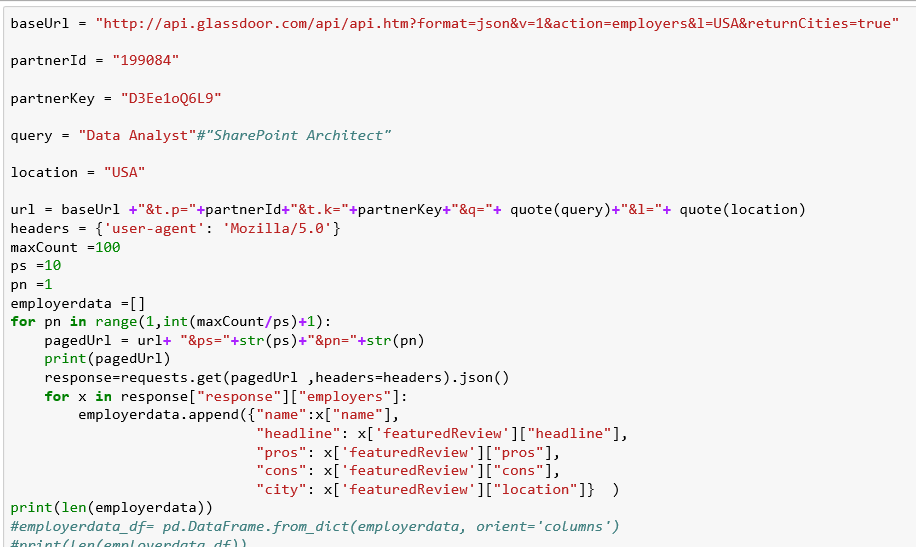 baseUrl = "http://api.glassdoor.com/api/api.htm?format=json&v=1&action=employers&l=USA&returnCities=true"
partnerId = "199084"
partnerKey = "D3Ee1oQ6L9"
query = "Data Analyst"#"SharePoint Architect"
location = "USA"
url = baseUrl +"&t.p="+partnerId+"&t.k="+partnerKey+"&q="+ quote(query)+"&l="+ quote(location)
headers = {'user-agent': 'Mozilla/5.0'}
maxCount =100
ps =10
pn =1
employerdata =[]
for pn in range(1,int(maxCount/ps)+1):
    pagedUrl = url+ "&ps="+str(ps)+"&pn="+str(pn)
    print(pagedUrl)
    response=requests.get(pagedUrl ,headers=headers).json()
    for x in response["response"]["employers"]:
        employerdata.append({"name":x["name"],
                             "headline": x['featuredReview']["headline"],
                             "pros": x['featuredReview']["pros"],
                             "cons": x['featuredReview']["cons"],
                             "city": x['featuredReview']["location"]}  )
print(len(employerdata))
#employerdata_df= pd.DataFrame.from_dict(employerdata, orient='columns')
#print(len(employerdata_df))